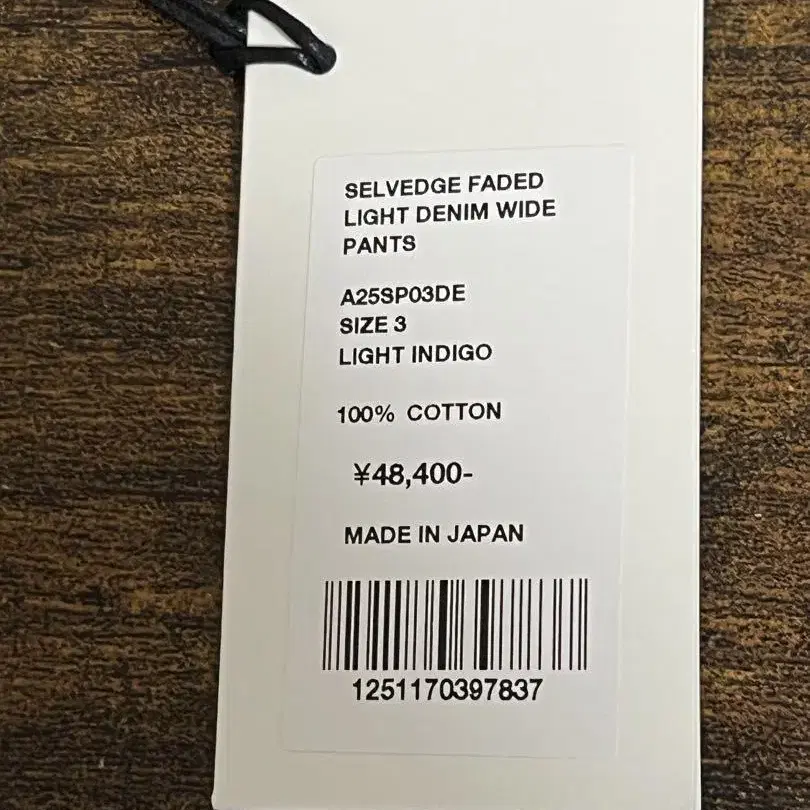 SELVEDGE FADED
LIGHT DENIM WIDE
PANTS
A25SP03DE
SIZE 3
LIGHT INDIGO
100% COTTON
¥48,400-
MADE IN JAPAN
1251170397837